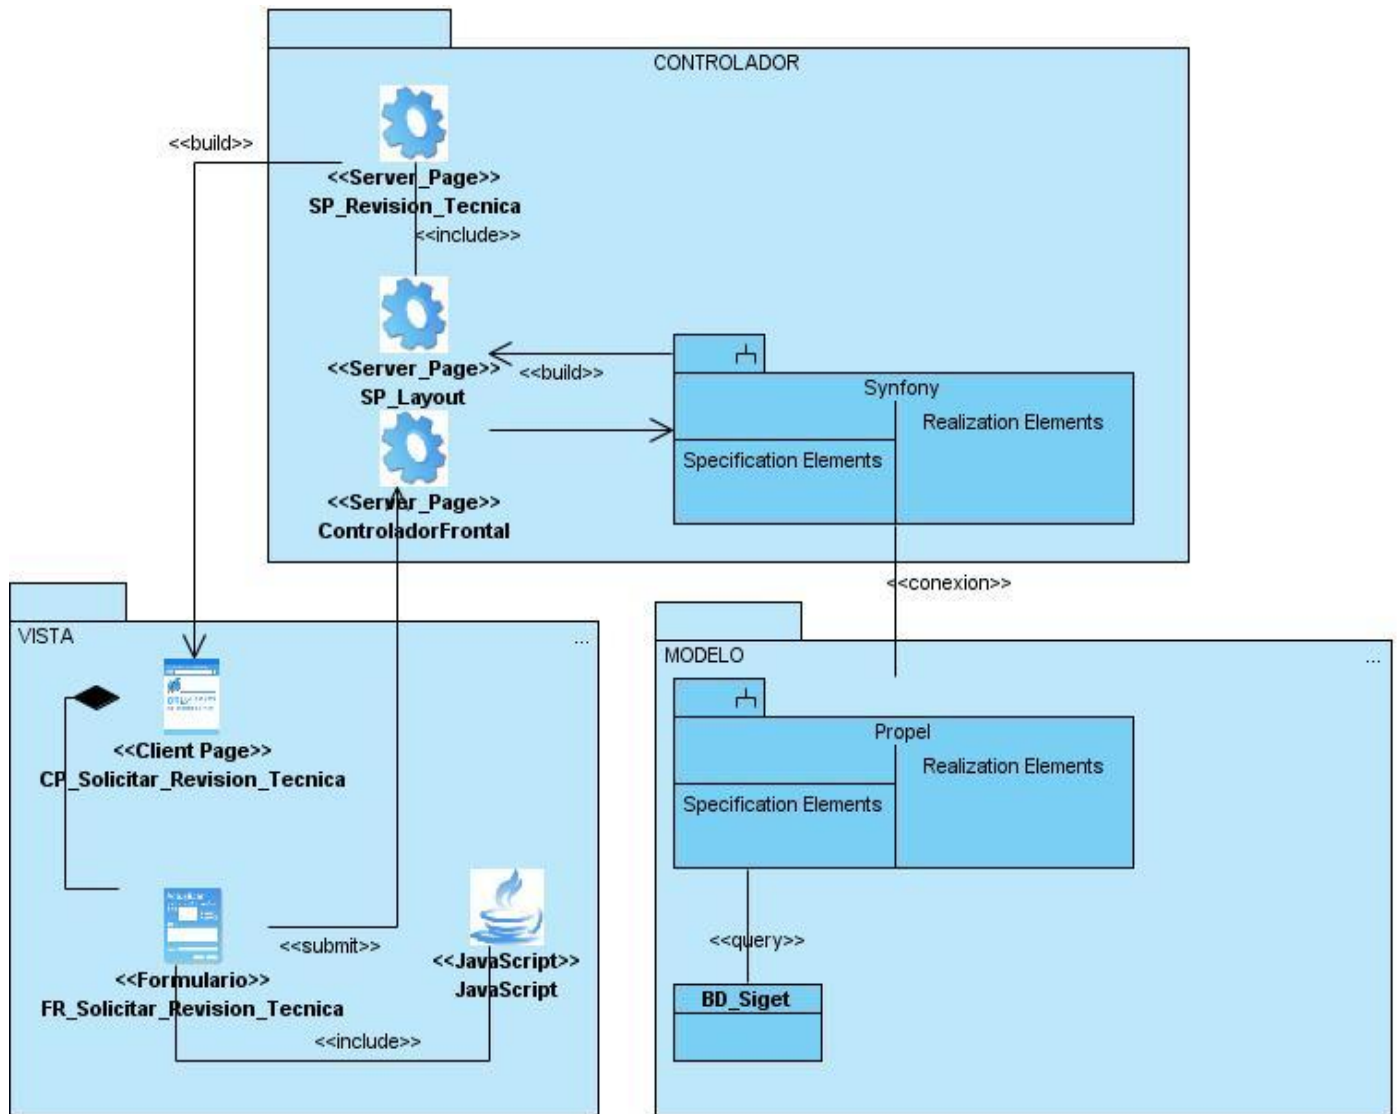 CONTROLADOR
<<build>>
<<Server_Page>>
SP_Revision_Tecnica
<<include>>
<<Server_Page>>
SP_Layout
<<build>>
Synfony
Realization Elements
Specification Elements
<<Server_Page>>
ControladorFrontal
<<conexion>>
VISTA
...
<<Client Page>>
CP_Solicitar_Revision_Tecnica
<<submit>>
<<Formulario>>
FR_Solicitar_Revision_Tecnica
<<JavaScript>>
JavaScript
<<include>>
MODELO
...
Propel
Realization Elements
Specification Elements
<<query>>
BD_Siget